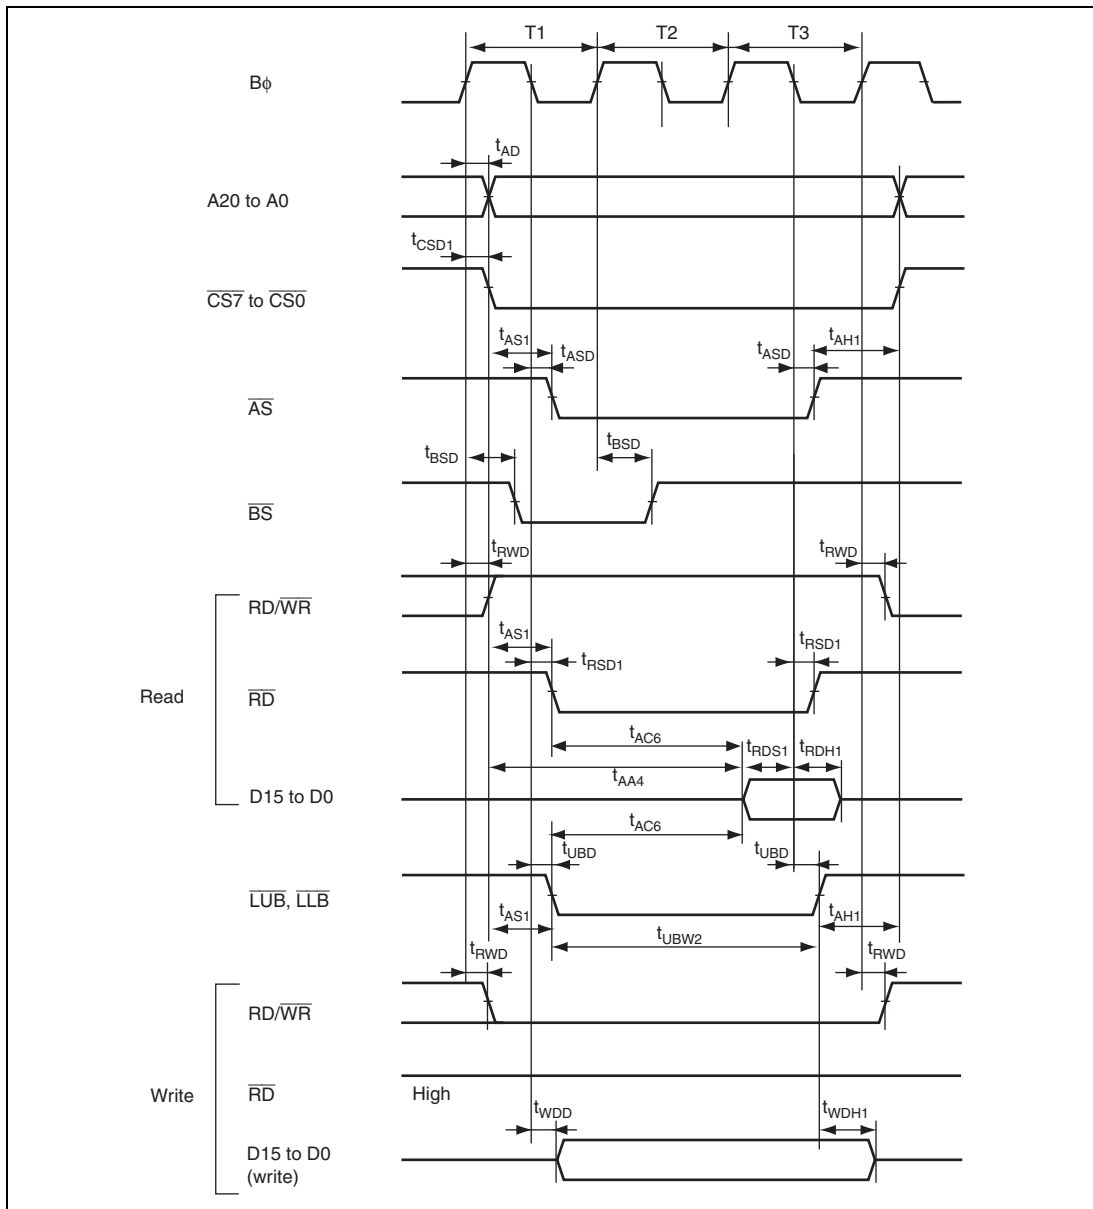 T1 T2 T3
Bφ
tAD
A20 to A0
tCSD1
CS7 to CS0
tAS1 tASD tASD tAH1
AS
tBSD tBSD
BS
tRWD tRWD
RD/WR
tAS1 tRSD1 tRSD1
Read
RD
tAC6 tRDS1 tRDH1
tAA4
D15 to D0
tAC6
tUBD tUBD
LUB, LLB
tAS1 tUBW2 tAH1
tRWD tRWD
RD/WR
Write
RD
High
tWDD tWDH1
D15 to D0
(write)